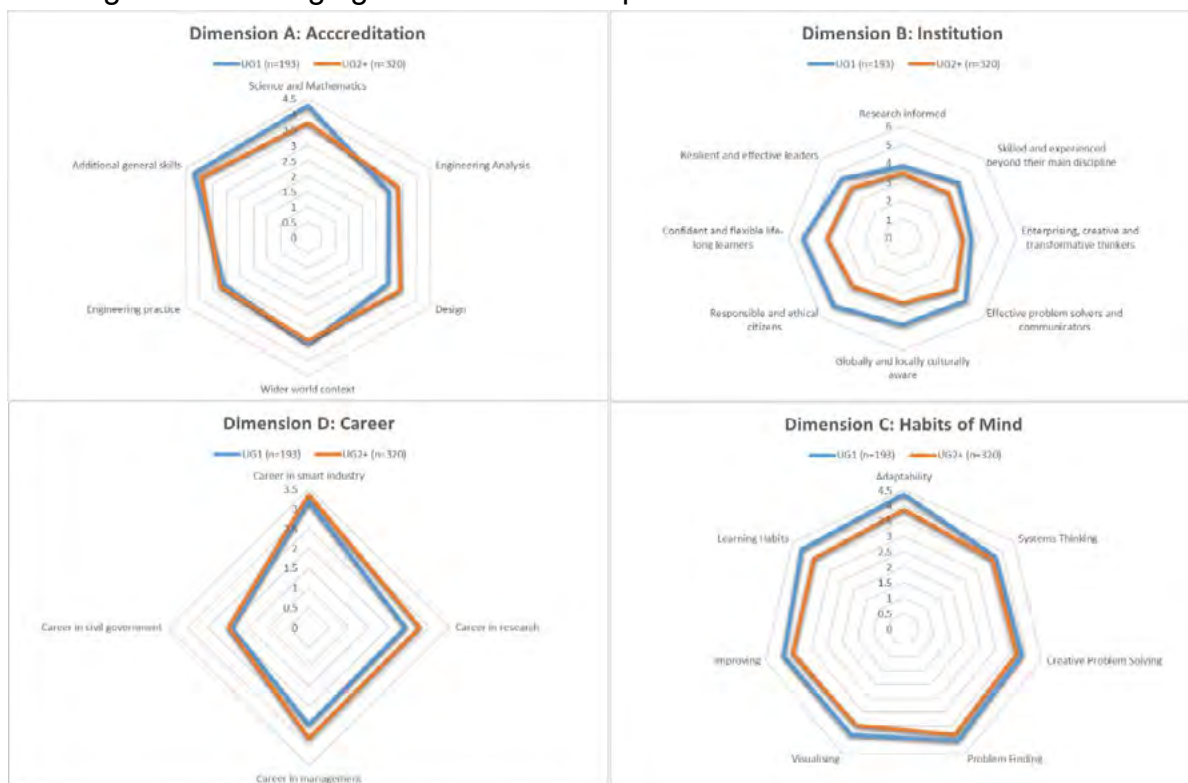 Dimension A: Acccreditation
UG1 (n=193) UG2+ (n=320)
Science and Mathematics
4.5
4
3.5
3
2.5
2
1.5
1
0.5
0
Additional general skills
Engineering Analysis
Engineering practice
Design
Wider world context
Dimension B: Institution
UG1 (n=193) UG2+ (n=320)
Research informed
6
5
4
3
2
1
0
Resilient and effective leaders
Skilled and experienced
beyond their main discipline
Confident and flexible life-
long learners
Enterprising, creative and
transformative thinkers
Responsible and ethical
citizens
Effective problem solvers and
communicators
Globally and locally culturally
aware
Dimension D: Career
UG1 (n=193) UG2+ (n=320)
Career in smart industry
3.5
3
2.5
2
1.5
1
0.5
0
Career in civil government
Career in research
Career in management
Dimension C: Habits of Mind
UG1 (n=193) UG2+ (n=320)
Adaptability
4.5
4
3.5
3
2.5
2
1.5
1
0.5
0
Learning Habits
Systems Thinking
Improving
Creative Problem Solving
Visualising
Problem Finding